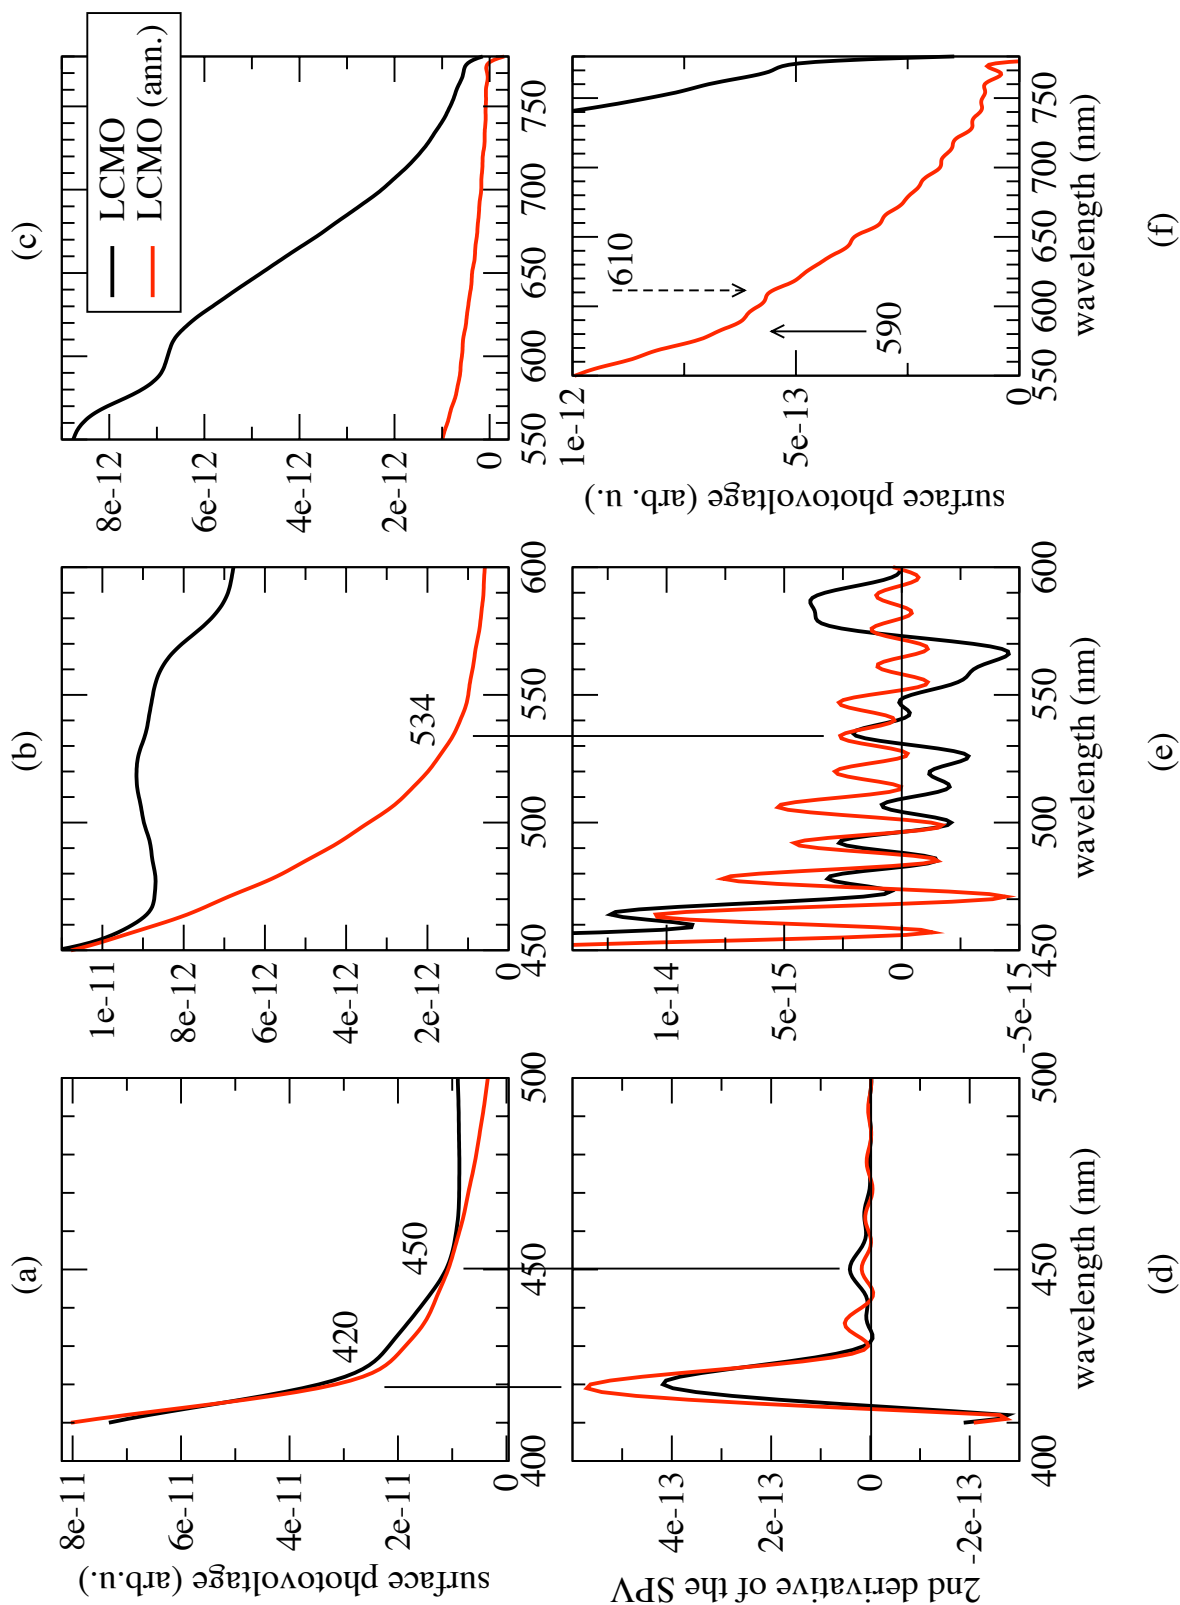 (a)
(b)
(c)
surface photovoltage (arb.u.)
8e-11
6e-11
4e-11
2e-11
0
400
450
500
420
450
1e-11
8e-12
6e-12
4e-12
2e-12
0
450
500
550
600
534
8e-12
6e-12
4e-12
2e-12
0
550
600
650
700
750
LCMO
LCMO (ann.)
2nd derivative of the SPV
4e-13
2e-13
0
-2e-13
400
450
500
wavelength (nm)
1e-14
5e-15
0
-5e-15
450
500
550
600
wavelength (nm)
surface photovoltage (arb. u.)
1e-12
5e-13
0
550
600
650
700
750
wavelength (nm)
610
590
(d)
(e)
(f)